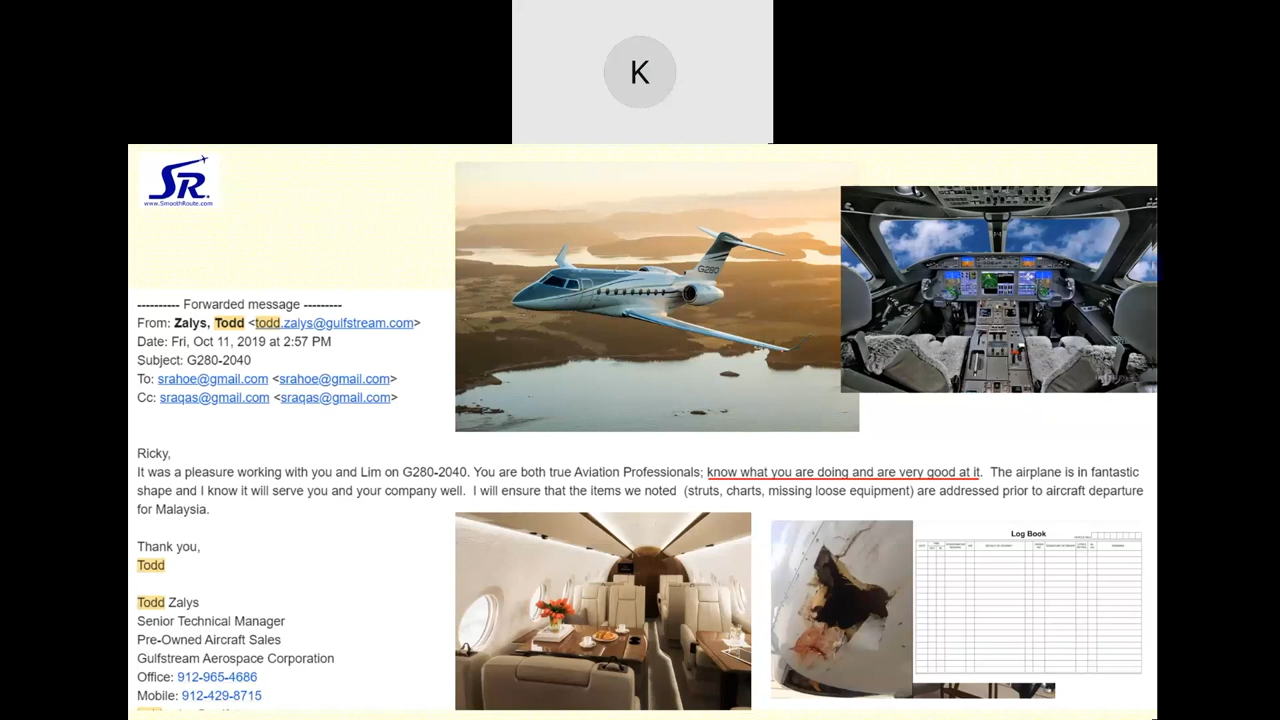 K
SR.
www.SmoothRoute.com
G280
---------- Forwarded message ---------
From: Zalys, Todd <todd.zalys@gulfstream.com>
Date: Fri, Oct 11, 2019 at 2:57 PM
Subject: G280-2040
To: srahoe@gmail.com <srahoe@gmail.com>
Cc: sraqas@gmail.com <sraqas@gmail.com>
Ricky,
It was a pleasure working with you and Lim on G280-2040. You are both true Aviation Professionals; know what you are doing and are very good at it. The airplane is in fantastic
shape and I know it will serve you and your company well. I will ensure that the items we noted (struts, charts, missing loose equipment) are addressed prior to aircraft departure
for Malaysia.
Thank you,
Todd
Todd Zalys
Senior Technical Manager
Pre-Owned Aircraft Sales
Gulfstream Aerospace Corporation
Office: 912-965-4686
Mobile: 912-429-8715
Log Book